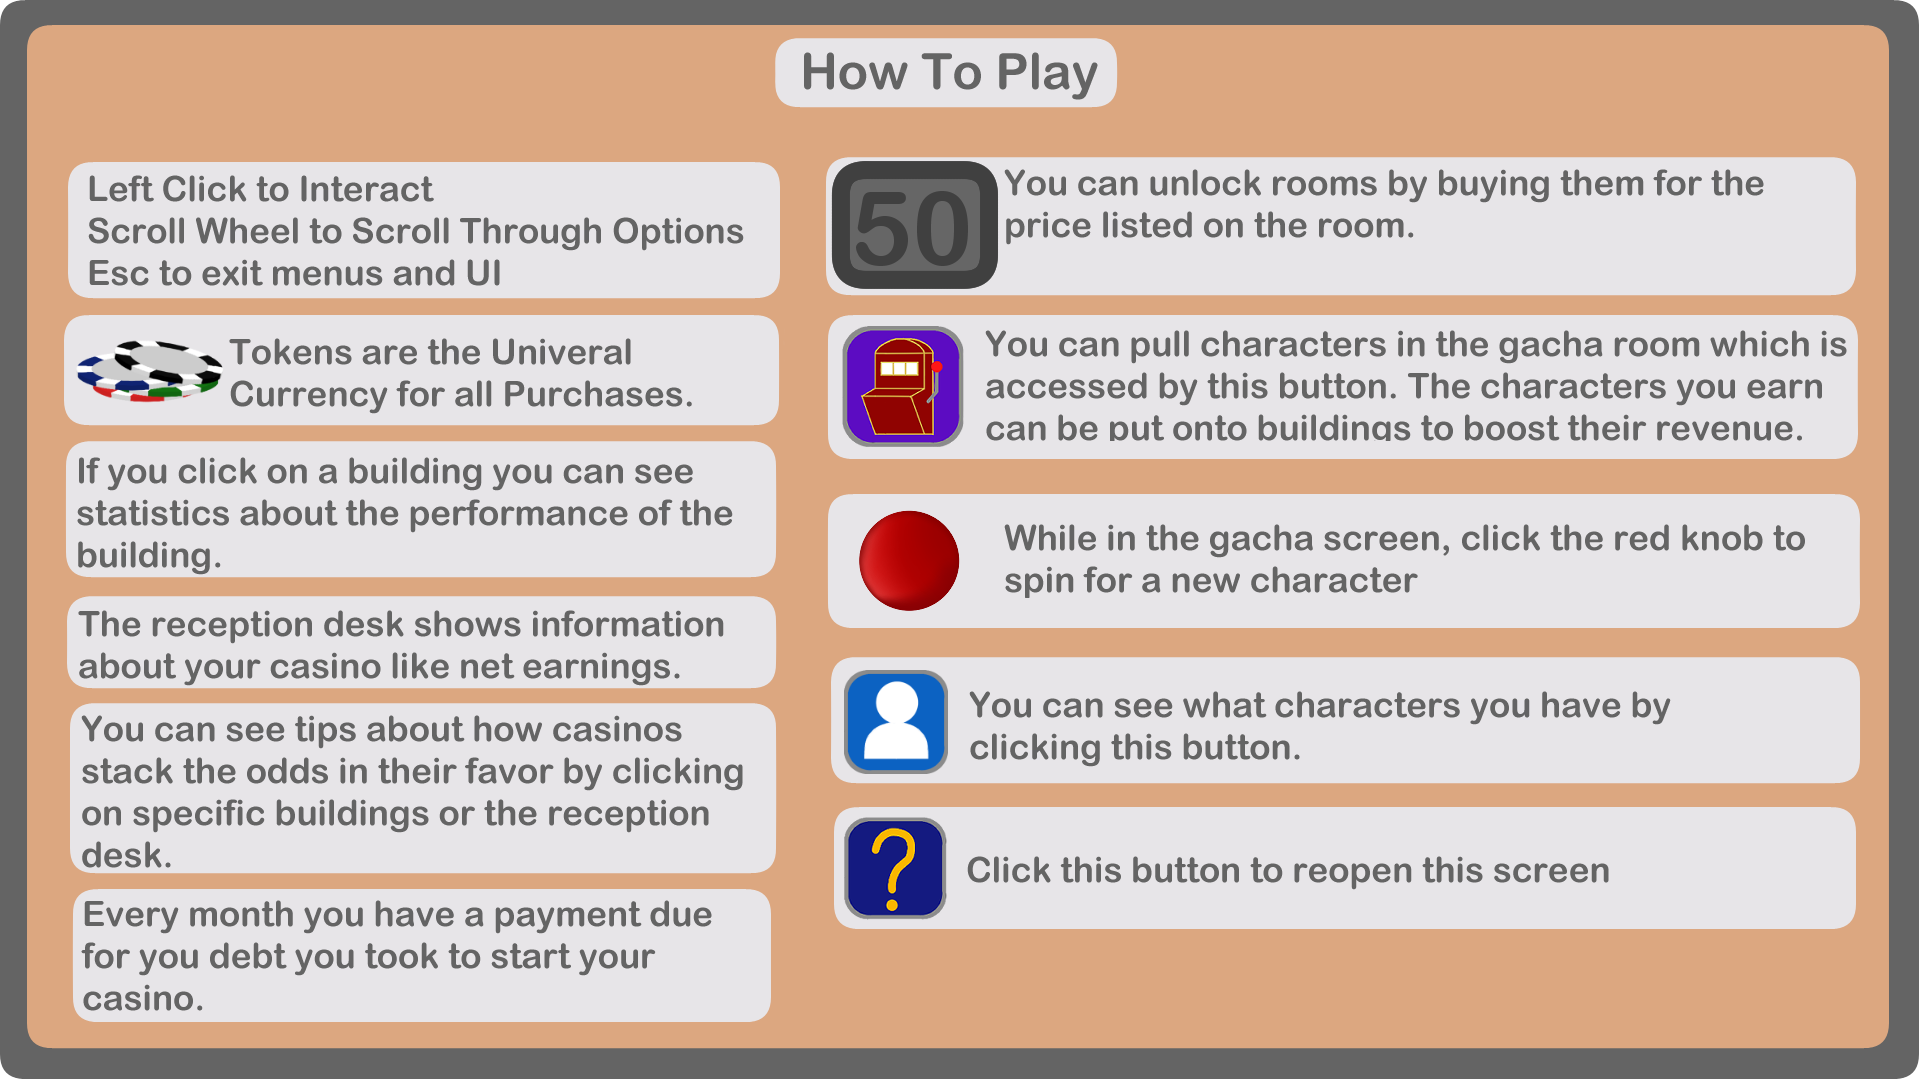 How To Play
Left Click to Interact
Scroll Wheel to Scroll Through Options
Esc to exit menus and UI
Tokens are the Univeral
Currency for all Purchases.
If you click on a building you can see
statistics about the performance of the
building.
The reception desk shows information
about your casino like net earnings.
You can see tips about how casinos
stack the odds in their favor by clicking
on specific buildings or the reception
desk.
Every month you have a payment due
for you debt you took to start your
casino.
50
You can unlock rooms by buying them for the
price listed on the room.
You can pull characters in the gacha room which is
accessed by this button. The characters you earn
can be put onto buildings to boost their revenue.
While in the gacha screen, click the red knob to
spin for a new character
You can see what characters you have by
clicking this button.
?
Click this button to reopen this screen